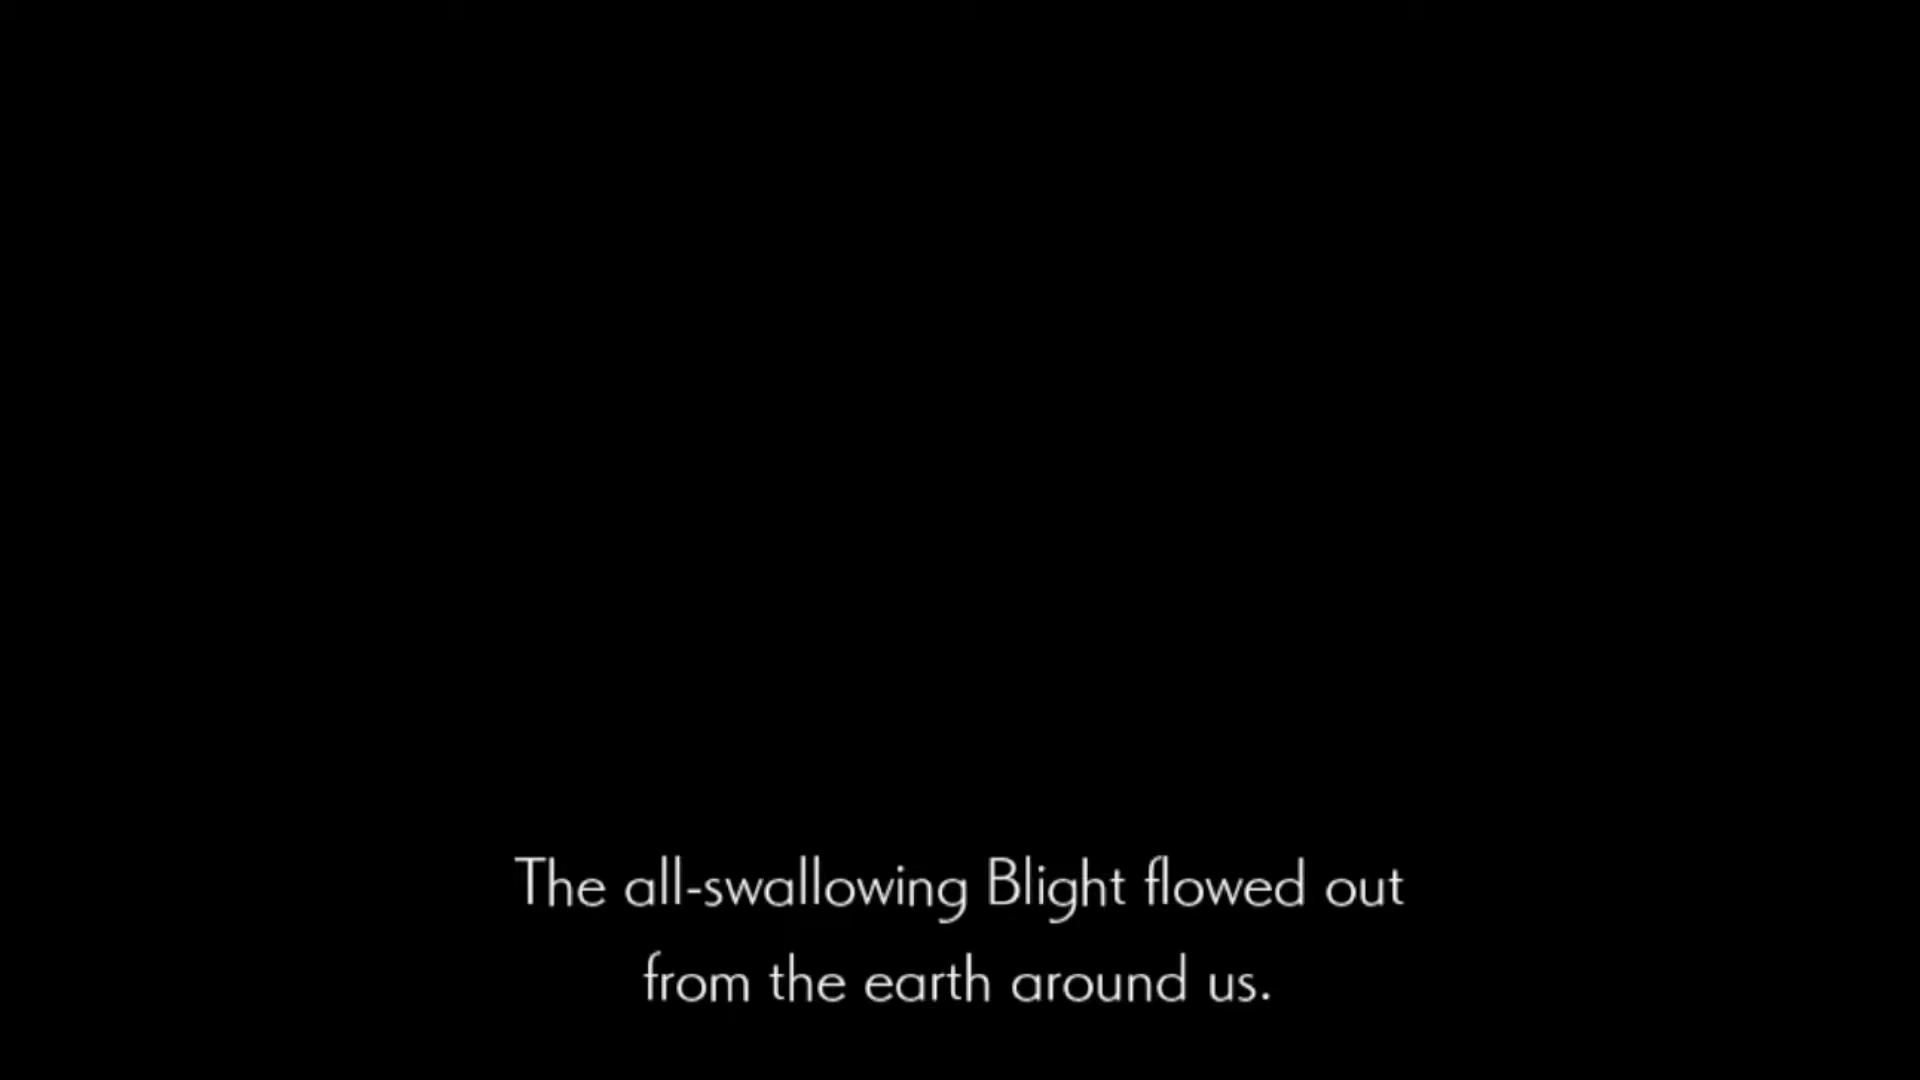 The all-swallowing Blight flowed out
from the earth around us.